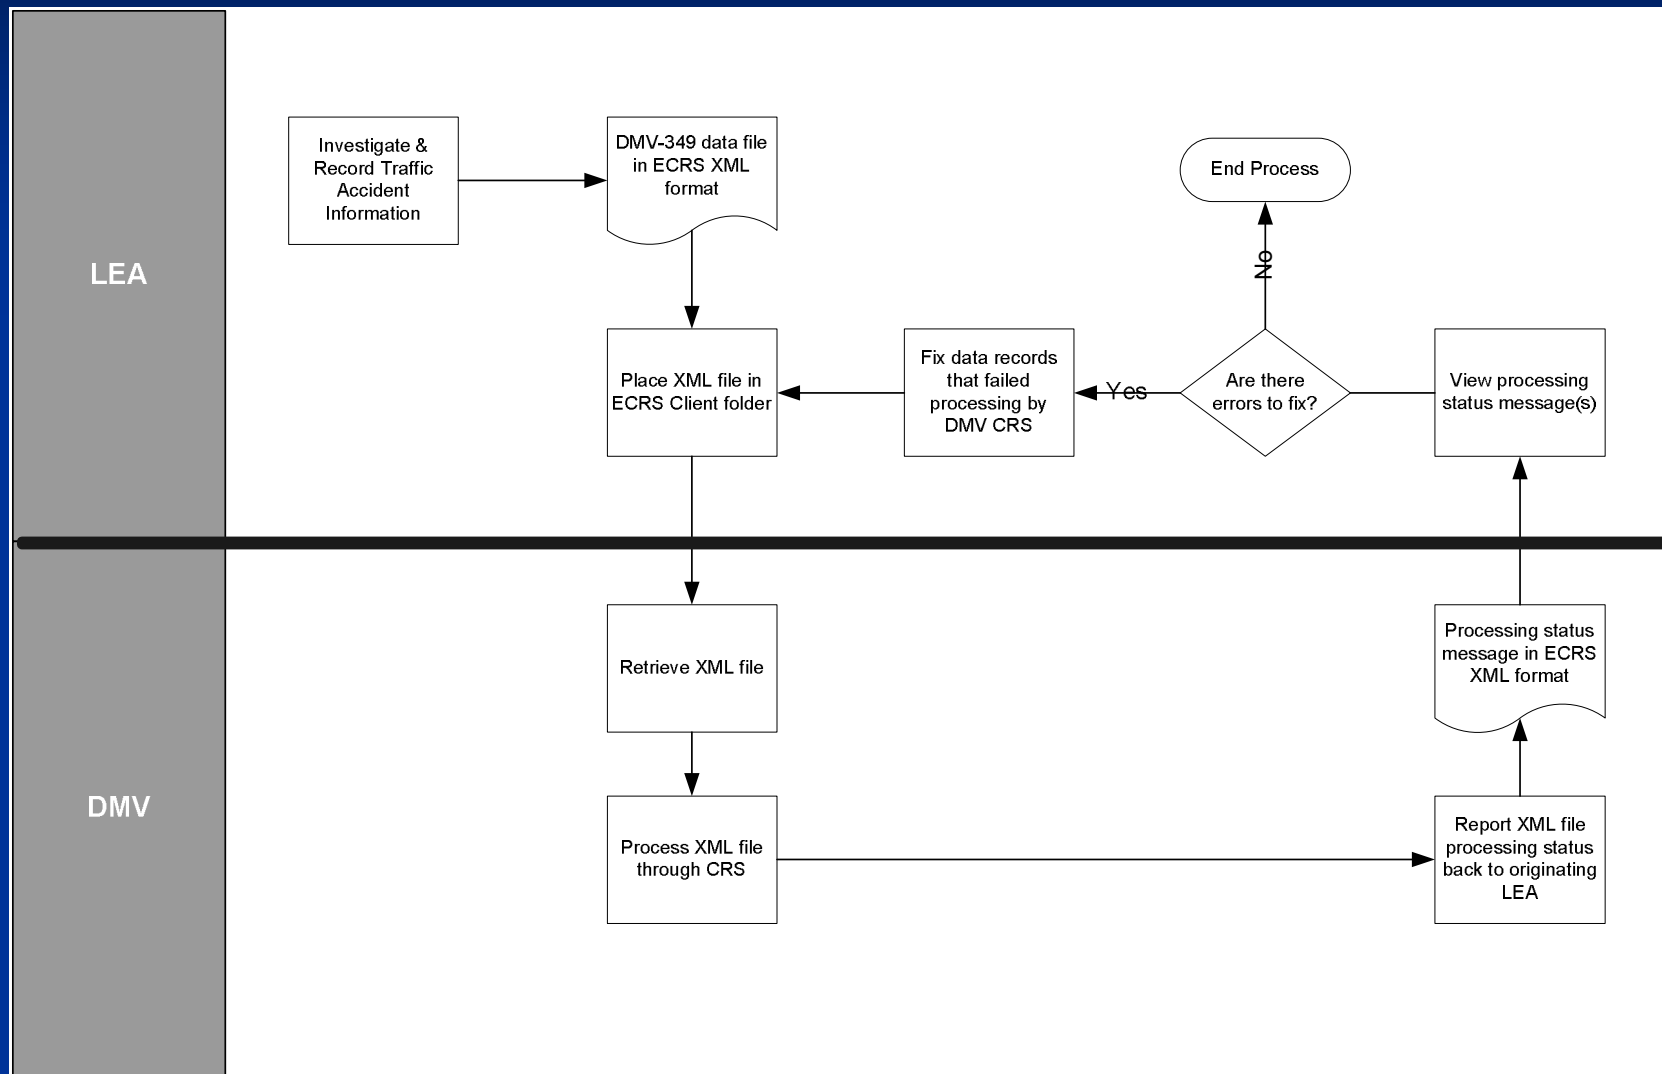 LEA
Investigate &
Record Traffic
Accident
Information
DMV-349 data file
in ECRS XML
format
End Process
No
Place XML file in
ECRS Client folder
Fix data records
that failed
processing by
DMV CRS
Yes
Are there
errors to fix?
View processing
status message(s)
DMV
Retrieve XML file
Processing status
message in ECRS
XML format
Process XML file
through CRS
Report XML file
processing status
back to originating
LEA